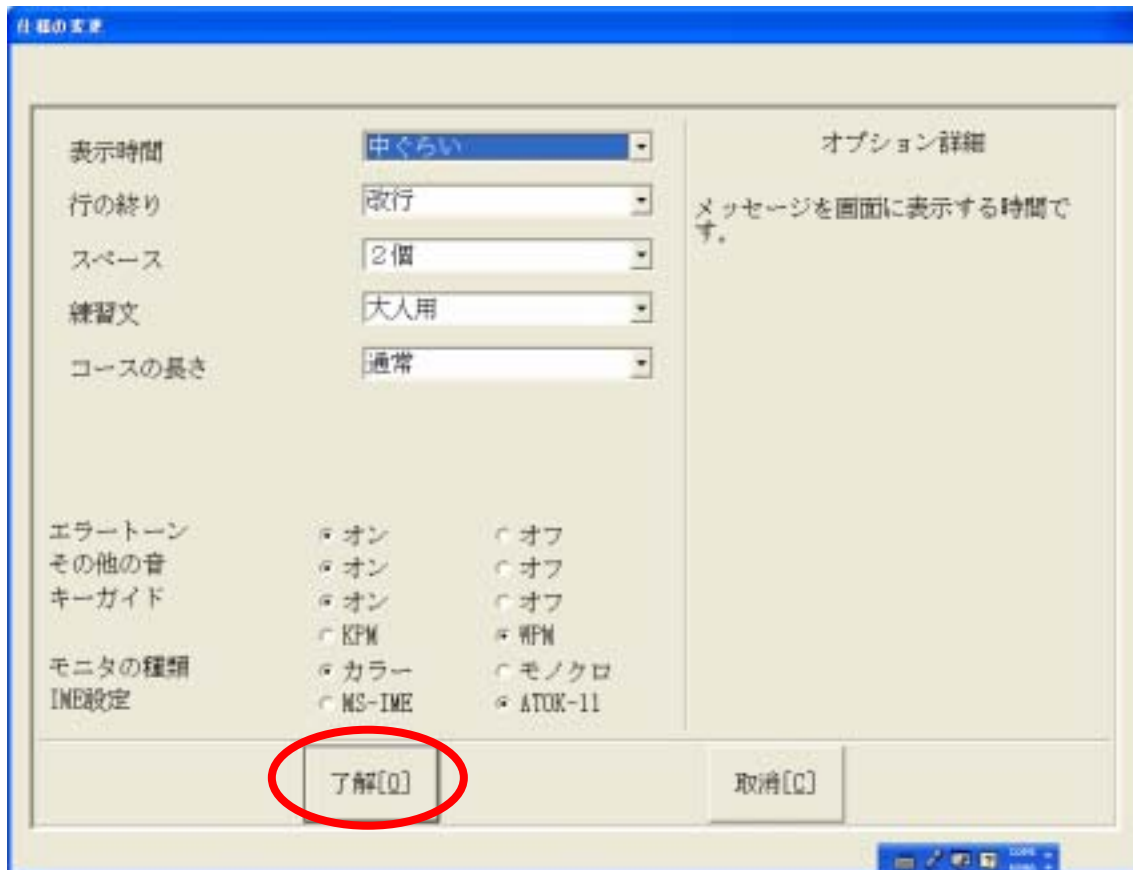 仕様の変更
表示時間 中ぐらい
行の終り 改行
スペース 2個
練習文 大人用
コースの長さ 通常
オプション詳細
メッセージを画面に表示する時間で
す。
エラートーン オン オフ
その他の音 オン オフ
キーガイド オン オフ
KPM WPM
モニタの種類 カラー モノクロ
IME設定 MS-IME ATOK-11
了解[O] 取消[C]